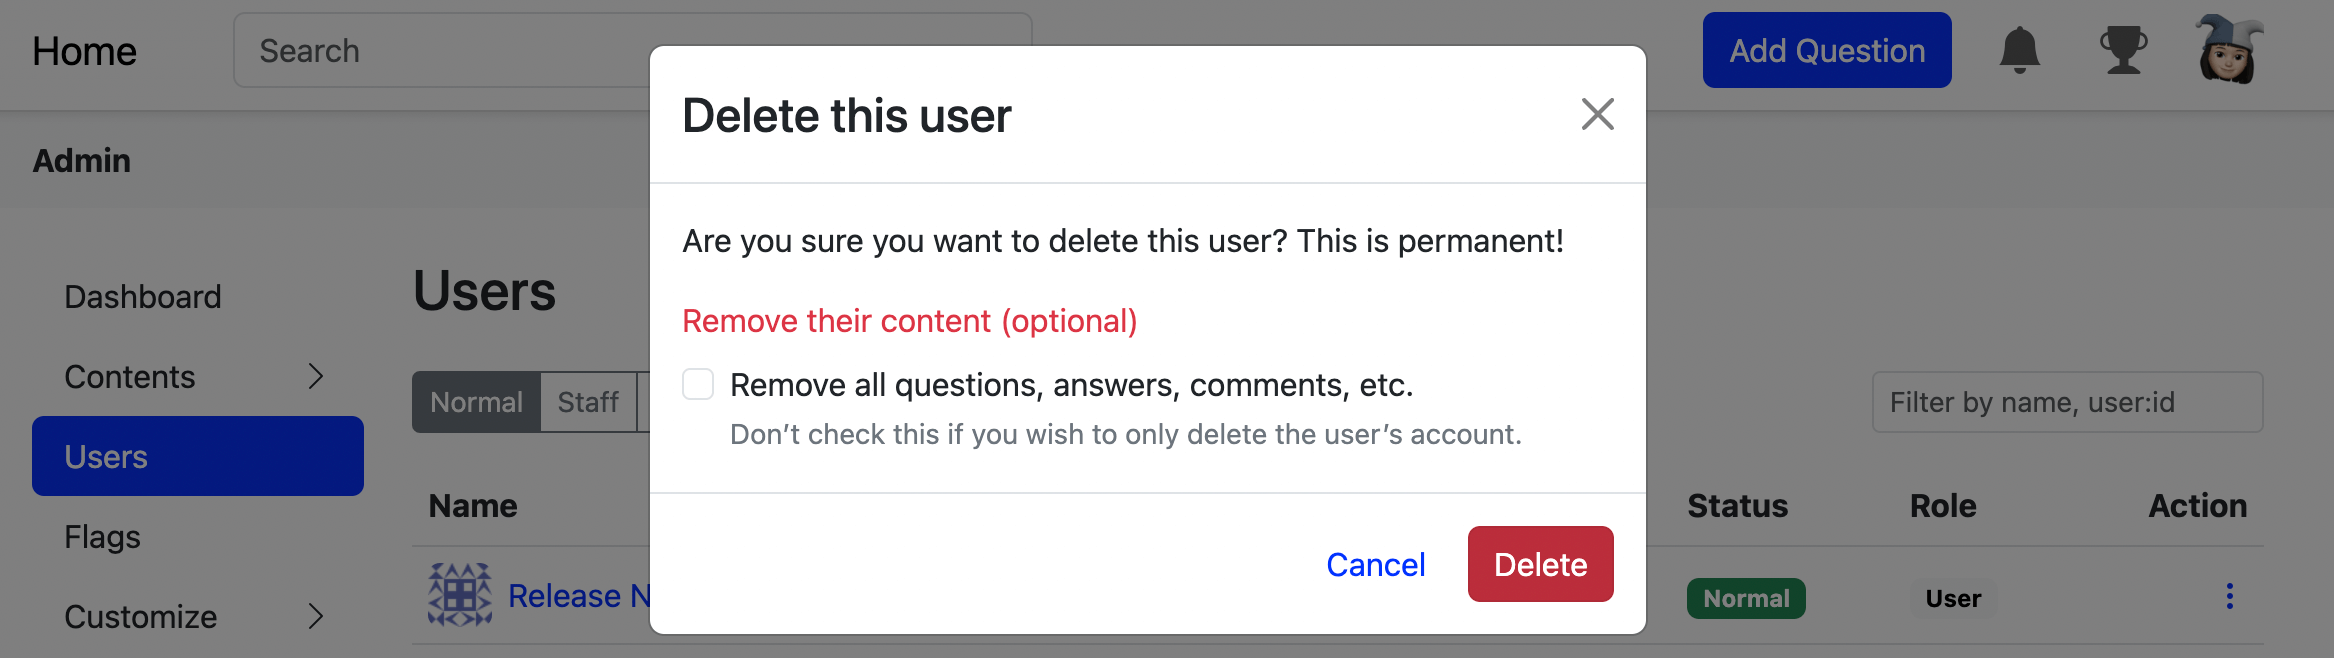 Home
Search
Add Question
Admin
Dashboard
Contents
Users
Flags
Customize
Users
Normal
Staff
Filter by name, user:id
Name
Status
Role
Action
Release N
Normal
User
Delete this user
Are you sure you want to delete this user? This is permanent!
Remove their content (optional)
Remove all questions, answers, comments, etc.
Don’t check this if you wish to only delete the user’s account.
Cancel
Delete